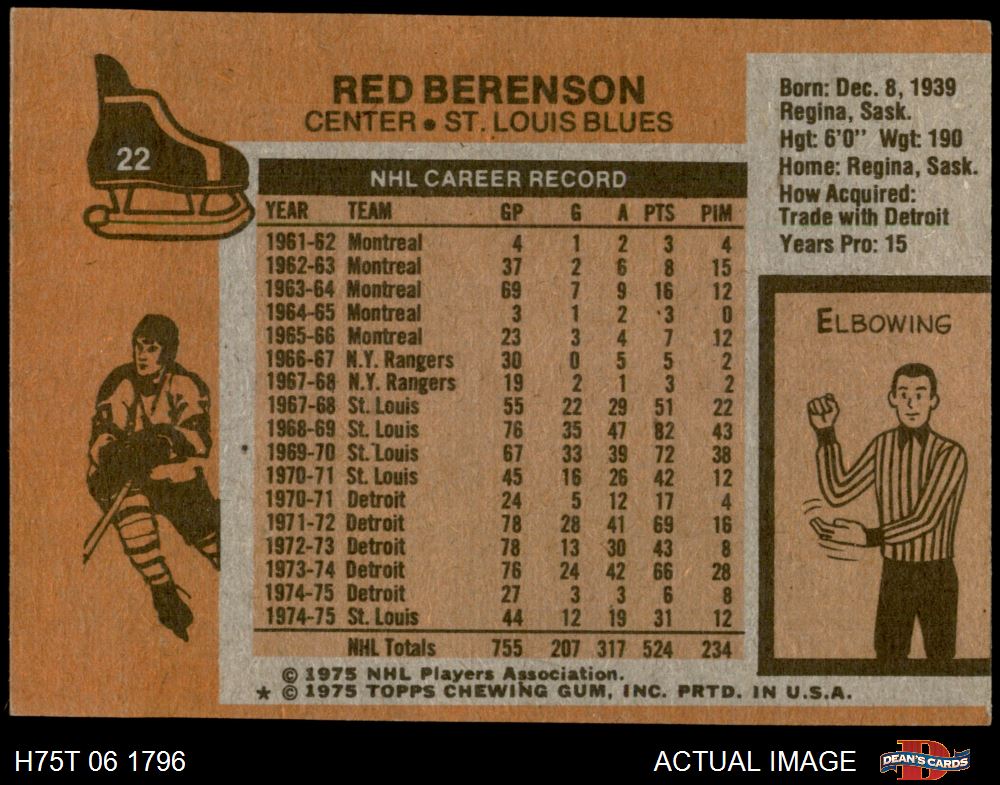 22
RED BERENSON
CENTER • ST. LOUIS BLUES
NHL CAREER RECORD
YEAR TEAM GP G A PTS PIM
1961-62 Montreal 4 1 2 3 4
1962-63 Montreal 37 2 6 8 15
1963-64 Montreal 69 7 9 16 12
1964-65 Montreal 3 1 2 3 0
1965-66 Montreal 23 3 4 7 12
1966-67 N.Y. Rangers 30 0 5 5 2
1967-68 N.Y. Rangers 19 2 1 3 2
1967-68 St. Louis 55 22 29 51 22
1968-69 St. Louis 76 35 47 82 43
1969-70 St. Louis 67 33 39 72 38
1970-71 St. Louis 45 16 26 42 12
1970-71 Detroit 24 5 12 17 4
1971-72 Detroit 78 28 41 69 16
1972-73 Detroit 78 13 30 43 8
1973-74 Detroit 76 24 42 66 28
1974-75 Detroit 27 3 3 6 8
1974-75 St. Louis 44 12 19 31 12
NHL Totals 755 207 317 524 234
© 1975 NHL Players Association.
★ © 1975 TOPPS CHEWING GUM, INC. PRTD. IN U.S.A.
Born: Dec. 8, 1939
Regina, Sask.
Hgt: 6'0" Wgt: 190
Home: Regina, Sask.
How Acquired:
Trade with Detroit
Years Pro: 15
ELBOWING
H75T 06 1796
ACTUAL IMAGE
D
DEAN'S CARDS